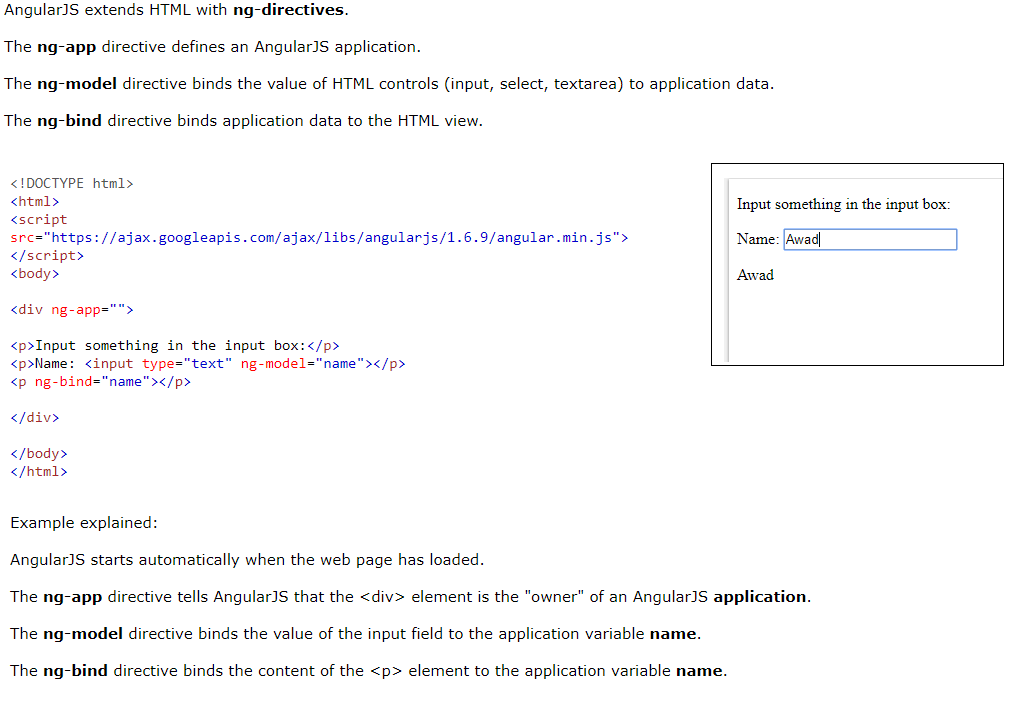 AngularJS extends HTML with ng-directives.
The ng-app directive defines an AngularJS application.
The ng-model directive binds the value of HTML controls (input, select, textarea) to application data.
The ng-bind directive binds application data to the HTML view.
<!DOCTYPE html>
<html>
<script
src="https://ajax.googleapis.com/ajax/libs/angularjs/1.6.9/angular.min.js">
</script>
<body>
<div ng-app="">
<p>Input something in the input box:</p>
<p>Name: <input type="text" ng-model="name"></p>
<p ng-bind="name"></p>
</div>
</body>
</html>
Input something in the input box:
Name: Awad
Awad
Example explained:
AngularJS starts automatically when the web page has loaded.
The ng-app directive tells AngularJS that the <div> element is the "owner" of an AngularJS application.
The ng-model directive binds the value of the input field to the application variable name.
The ng-bind directive binds the content of the <p> element to the application variable name.